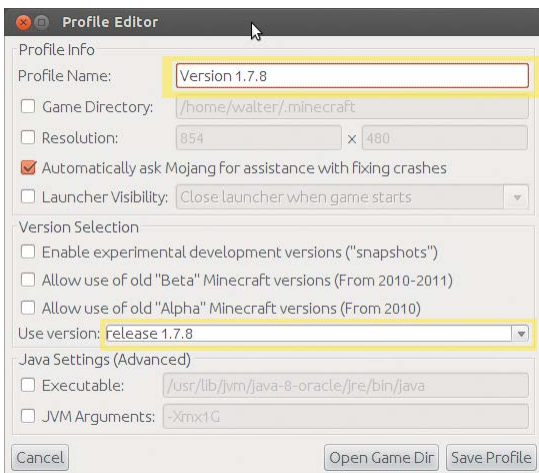 Profile Editor
Profile Info
Profile Name: Version 1.7.8
Game Directory: /home/walter/.minecraft
Resolution: 854 x 480
Automatically ask Mojang for assistance with fixing crashes
Launcher Visibility: Close launcher when game starts
Version Selection
Enable experimental development versions ("snapshots")
Allow use of old "Beta" Minecraft versions (From 2010-2011)
Allow use of old "Alpha" Minecraft versions (From 2010)
Use version: release 1.7.8
Java Settings (Advanced)
Executable: /usr/lib/jvm/java-8-oracle/jre/bin/java
JVM Arguments: -Xmx1G
Cancel Open Game Dir Save Profile